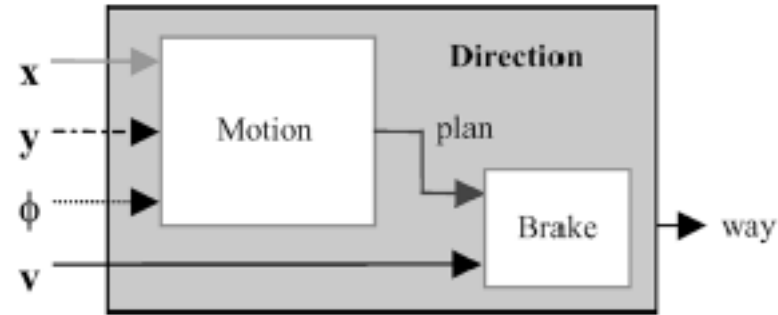 Direction
x
Motion
plan
y
ϕ
Brake
way
v